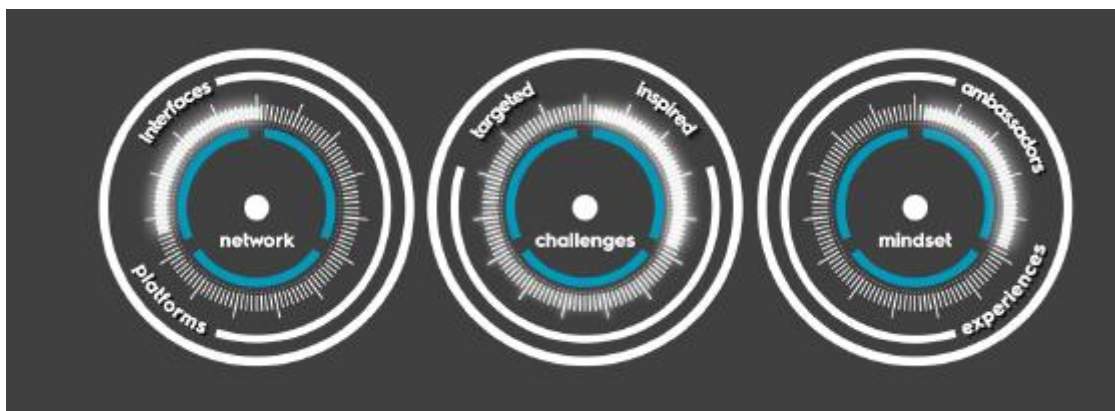 Interfaces
platforms
network
targeted
inspired
challenges
ambassadors
experiences
mindset